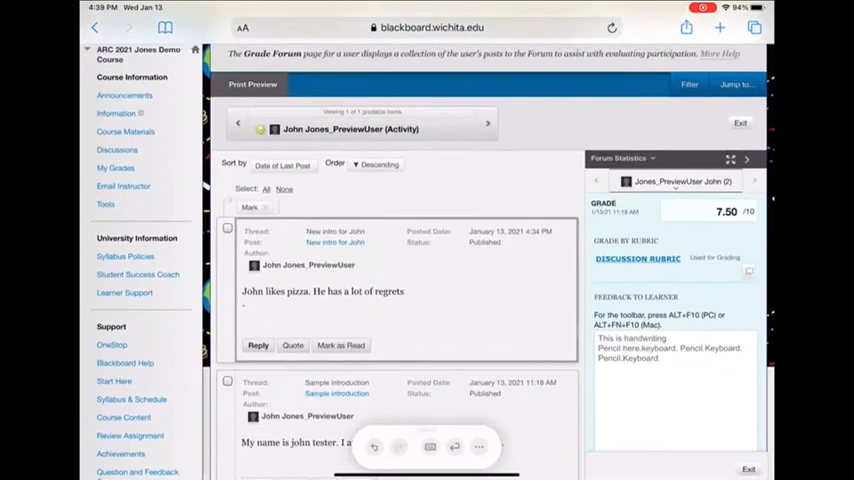 4:39 PM Wed Jan 13
94%
AA
blackboard.wichita.edu
ARC 2021 Jones Demo
Course
Course Information
Announcements
Information
Course Materials
Discussions
My Grades
Email Instructor
Tools
University Information
Syllabus Policies
Student Success Coach
Learner Support
Support
OneStop
Blackboard Help
Start Here
Syllabus & Schedule
Course Content
Review Assignment
Achievements
Question and Feedback
The Grade Forum page for a user displays a collection of the user's posts to the Forum to assist with evaluating participation. More Help
Print Preview
Filter
Jump to...
Viewing 1 of 1 gradable items
John Jones_PreviewUser (Activity)
Exit
Sort by
Date of Last Post
Order
Descending
Select: All None
Mark
Thread: New intro for John
Post: New intro for John
Author:
John Jones_PreviewUser
Posted Date: January 13, 2021 4:34 PM
Status: Published
John likes pizza. He has a lot of regrets
.
Reply
Quote
Mark as Read
Thread: Sample introduction
Post: Sample introduction
Author:
John Jones_PreviewUser
Posted Date: January 13, 2021 11:18 AM
Status: Published
My name is john tester. I a
Forum Statistics
Jones_PreviewUser John (2)
GRADE
1/13/21 11:18 AM
7.50 /10
GRADE BY RUBRIC
DISCUSSION RUBRIC Used for Grading
FEEDBACK TO LEARNER
For the toolbar, press ALT+F10 (PC) or
ALT+FN+F10 (Mac).
This is handwriting
Pencil here.keyboard. Pencil.Keyboard.
Pencil.Keyboard.
Exit